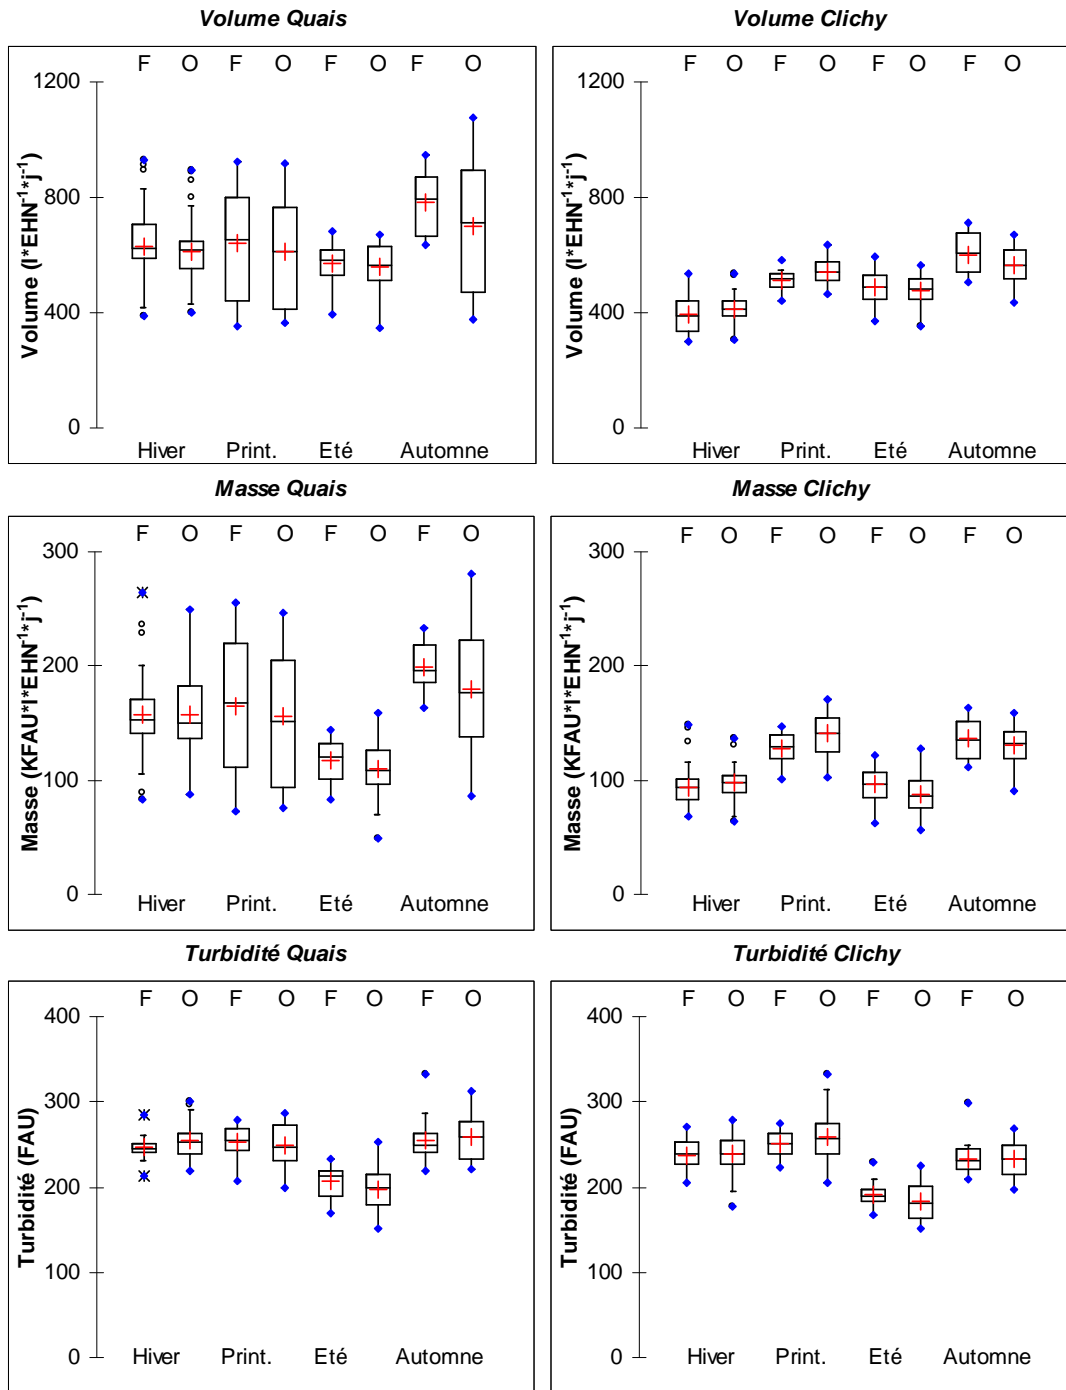 Volume Quais
F O F O F O F O
1200
800
400
0
Volume (l*EHN⁻¹*j⁻¹)
Hiver Print. Eté Automne
Volume Clichy
F O F O F O F O
1200
800
400
0
Volume (l*EHN⁻¹*j⁻¹)
Hiver Print. Eté Automne
Masse Quais
F O F O F O F O
300
200
100
0
Masse (KFAU*l*EHN⁻¹*j⁻¹)
Hiver Print. Eté Automne
Masse Clichy
F O F O F O F O
300
200
100
0
Masse (KFAU*l*EHN⁻¹*j⁻¹)
Hiver Print. Eté Automne
Turbidité Quais
F O F O F O F O
400
300
200
100
0
Turbidité (FAU)
Hiver Print. Eté Automne
Turbidité Clichy
F O F O F O F O
400
300
200
100
0
Turbidité (FAU)
Hiver Print. Eté Automne